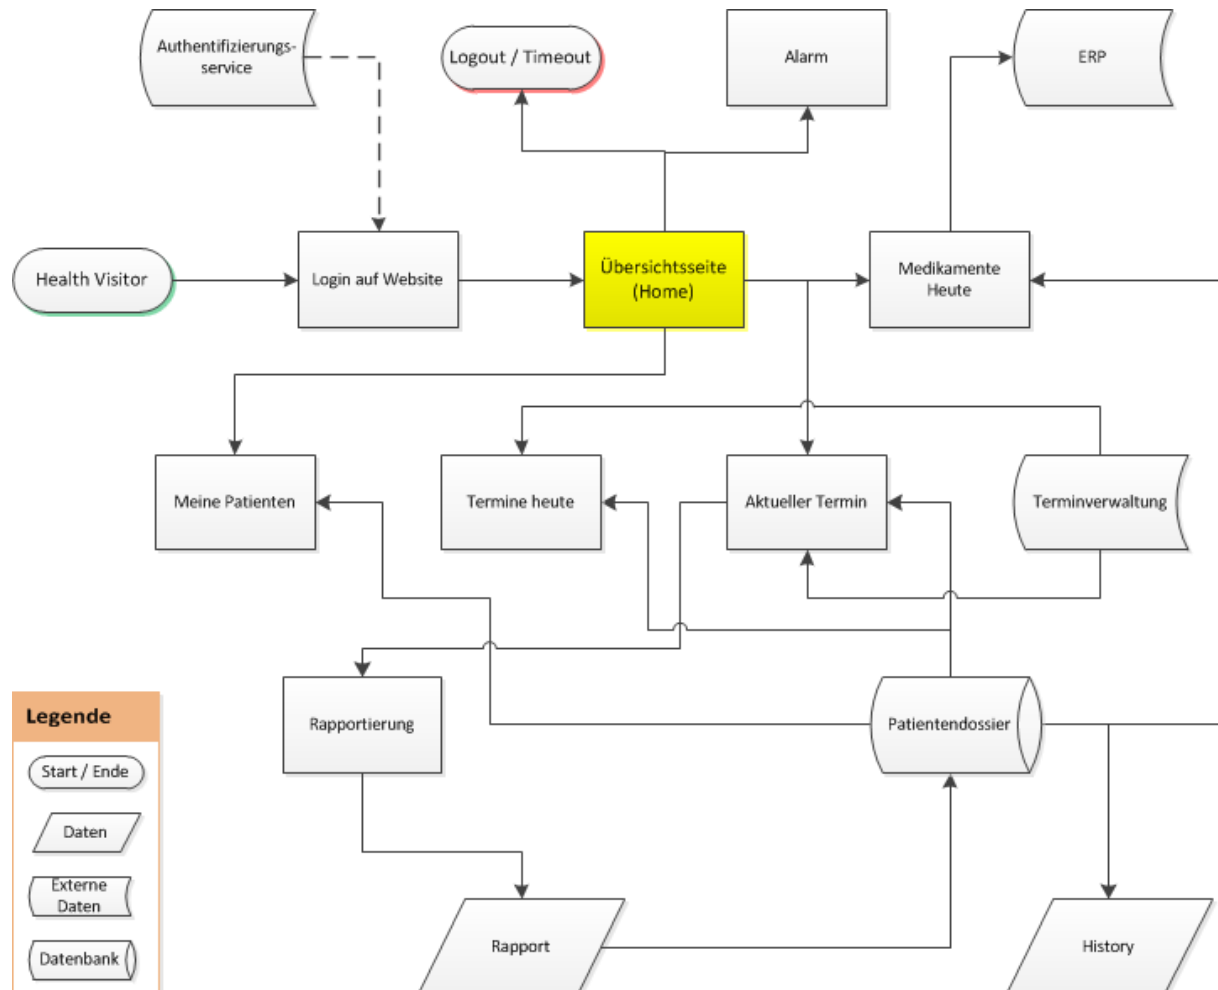 Authentifizierungs-
service
Logout / Timeout
Alarm
ERP
Health Visitor
Login auf Website
Übersichtsseite
(Home)
Medikamente
Heute
Meine Patienten
Termine heute
Aktueller Termin
Terminverwaltung
Rapportierung
Patientendossier
Legende
Start / Ende
Daten
Externe
Daten
Datenbank
Rapport
History